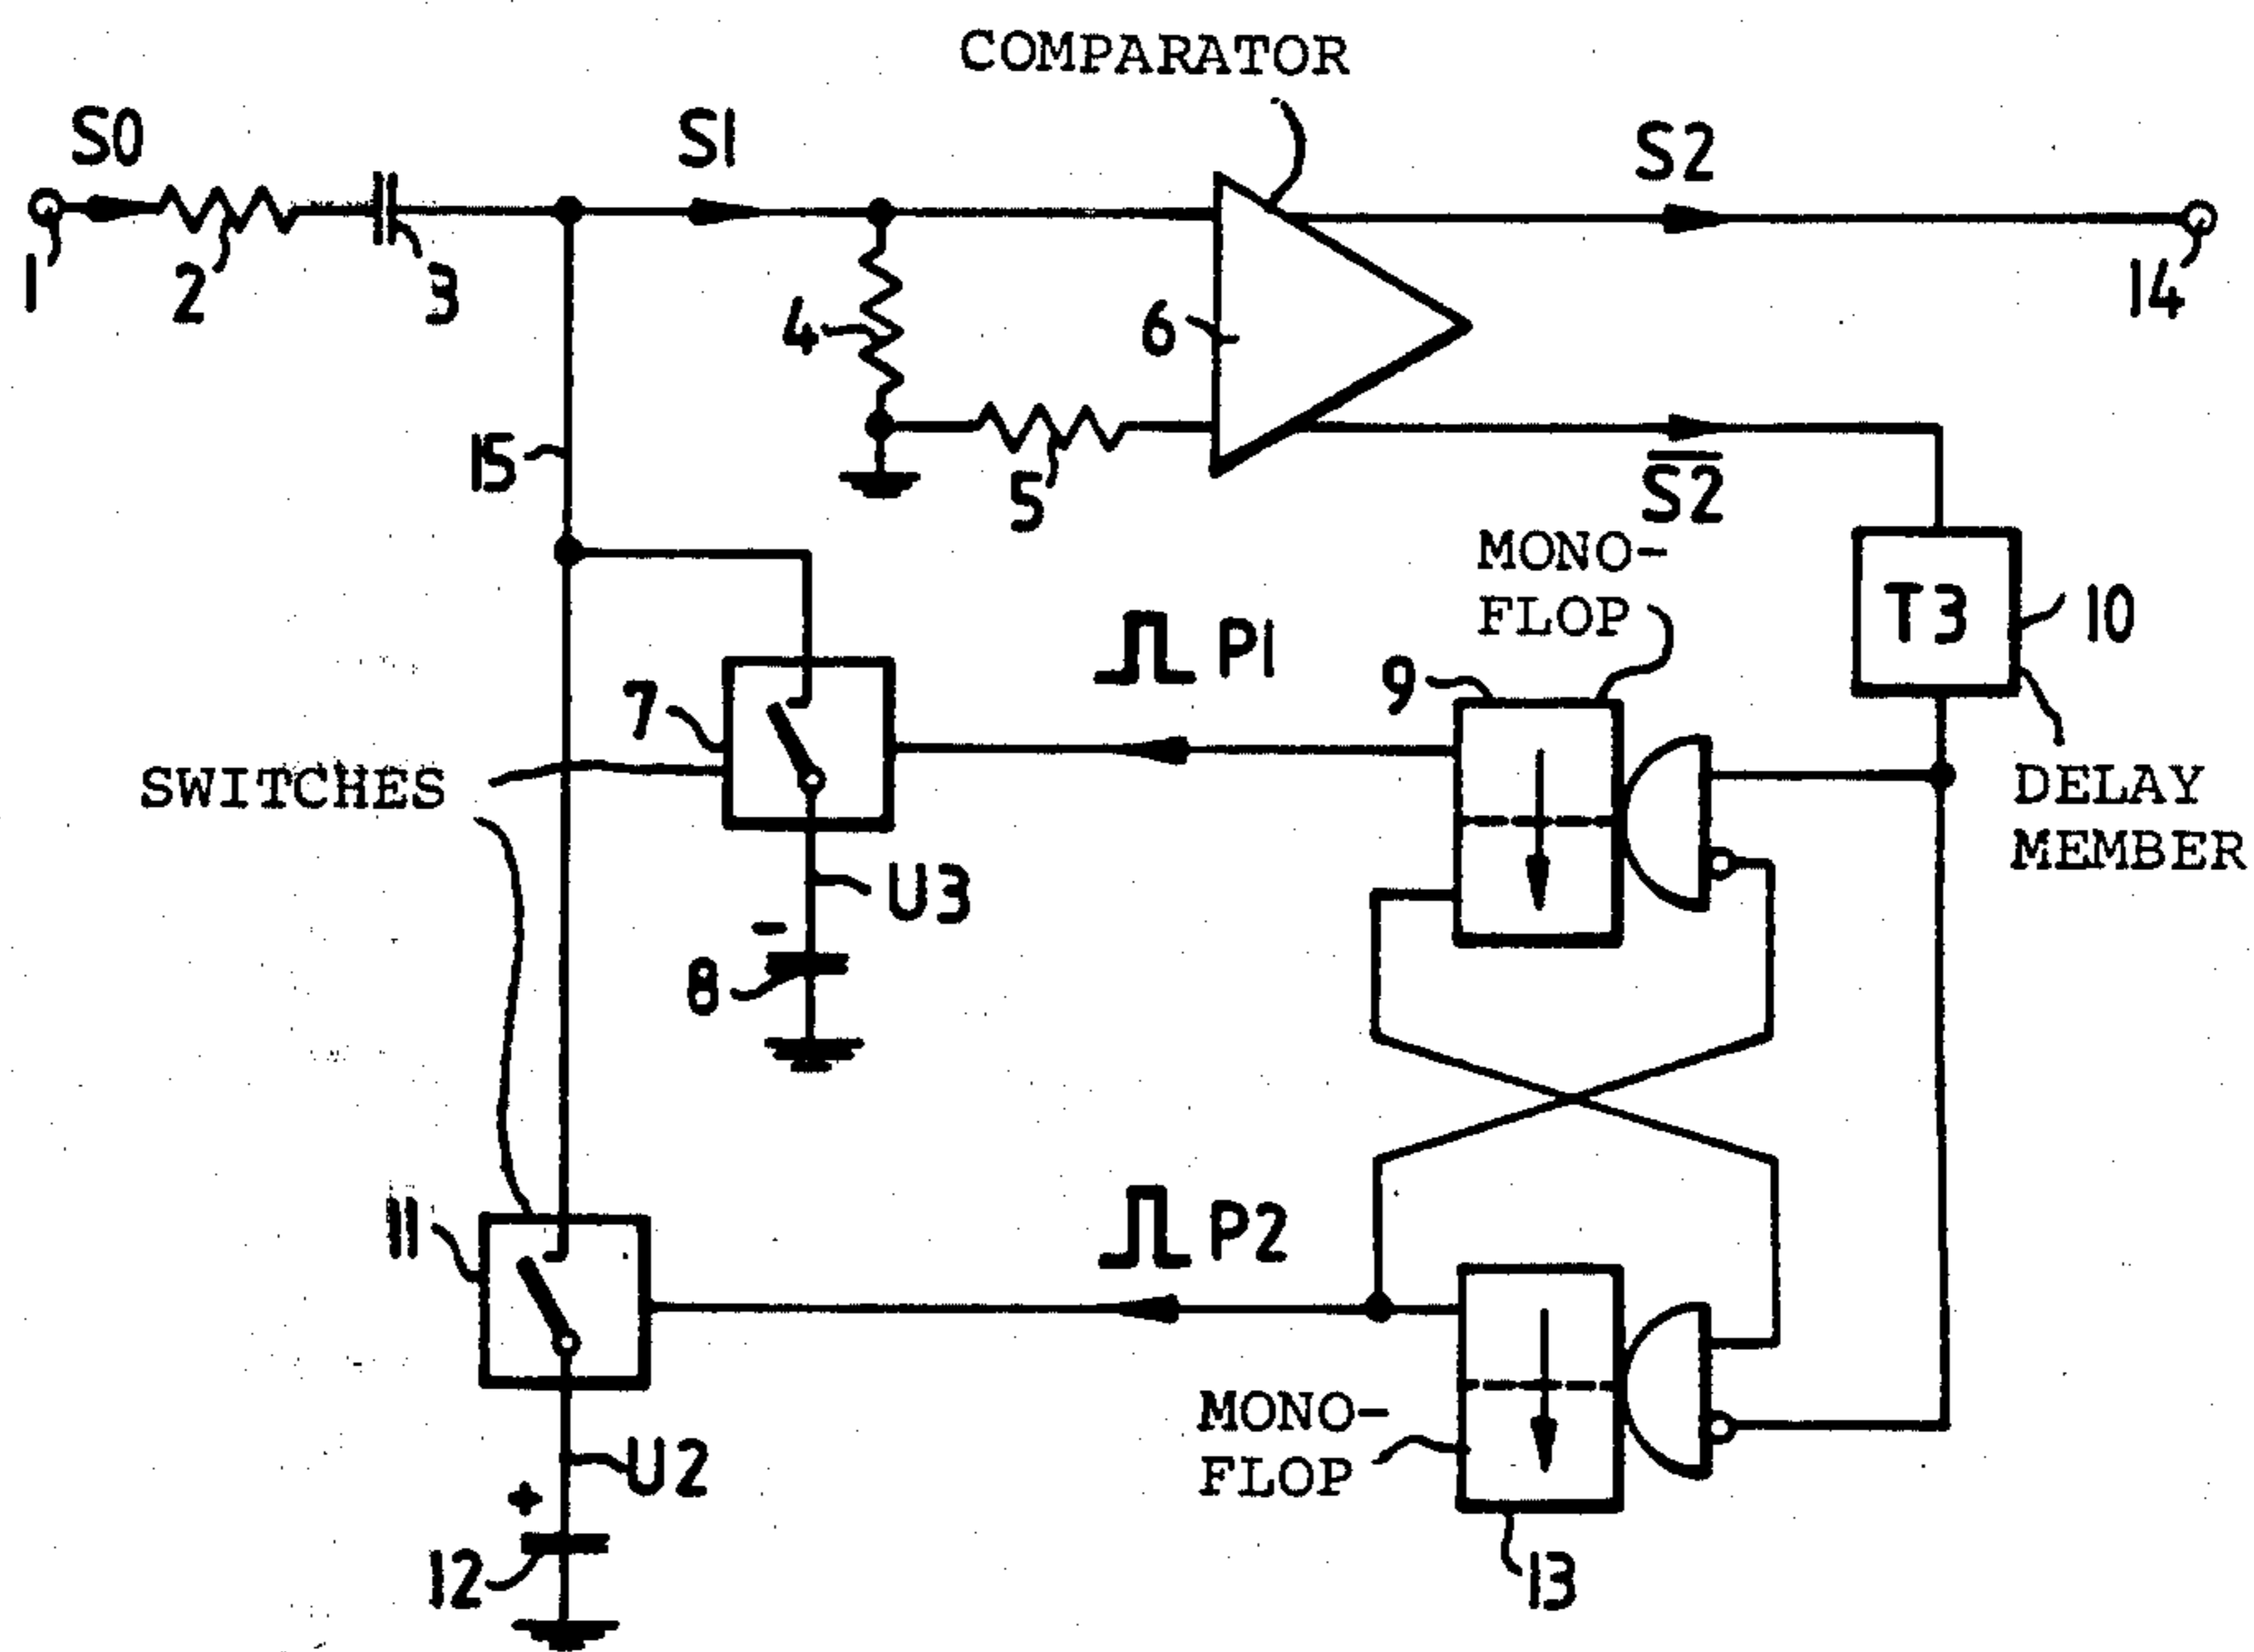 COMPARATOR
S0
S1
S2
1
2
3
4
6
14
15
5
S2
MONO-
FLOP
T3
10
P1
9
7
SWITCHES
DELAY
MEMBER
U3
-
8
11
P2
MONO-
FLOP
U2
+
12
13